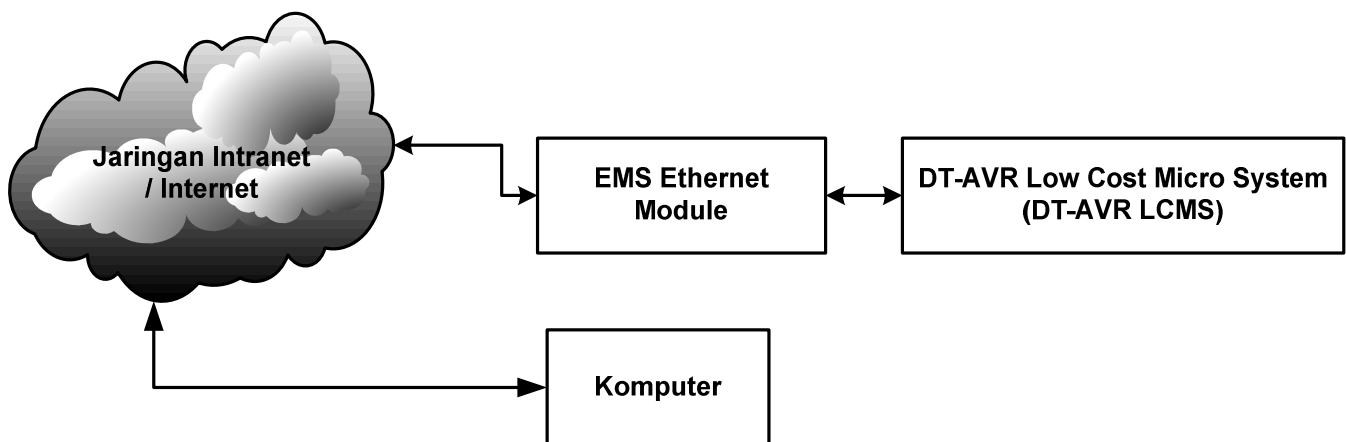 Jaringan Intranet
/ Internet
EMS Ethernet
Module
DT-AVR Low Cost Micro System
(DT-AVR LCMS)
Komputer